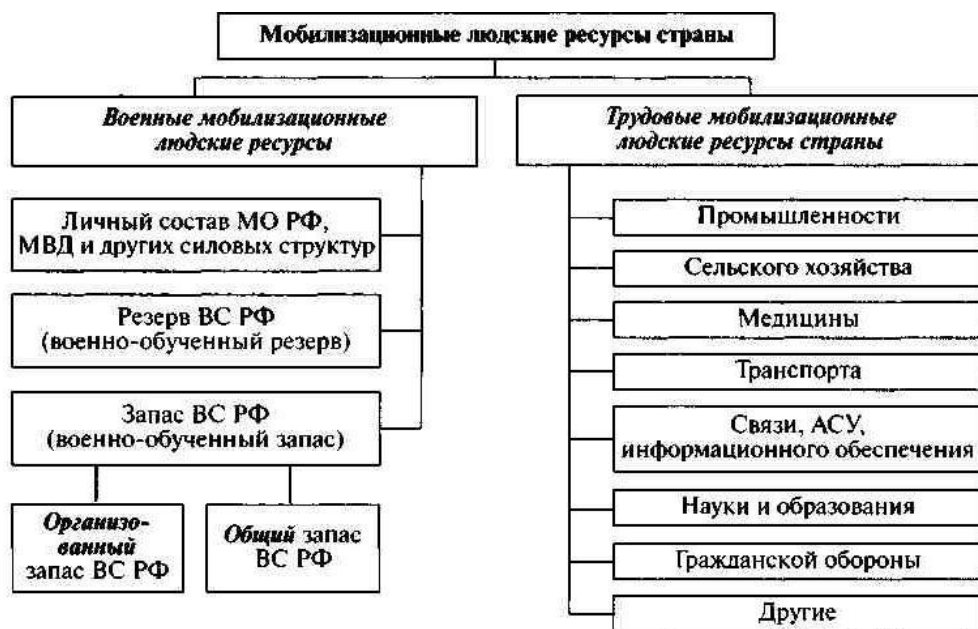 Мобилизационные людские ресурсы страны
Военные мобилизационные
людские ресурсы
Личный состав МО РФ,
МВД и других силовых структур
Резерв ВС РФ
(военно-обученный резерв)
Запас ВС РФ
(военно-обученный запас)
Организо-
ванный
запас ВС РФ
Общий запас
ВС РФ
Трудовые мобилизационные
людские ресурсы страны
Промышленности
Сельского хозяйства
Медицины
Транспорта
Связи, АСУ,
информационного обеспечения
Науки и образования
Гражданской обороны
Другие